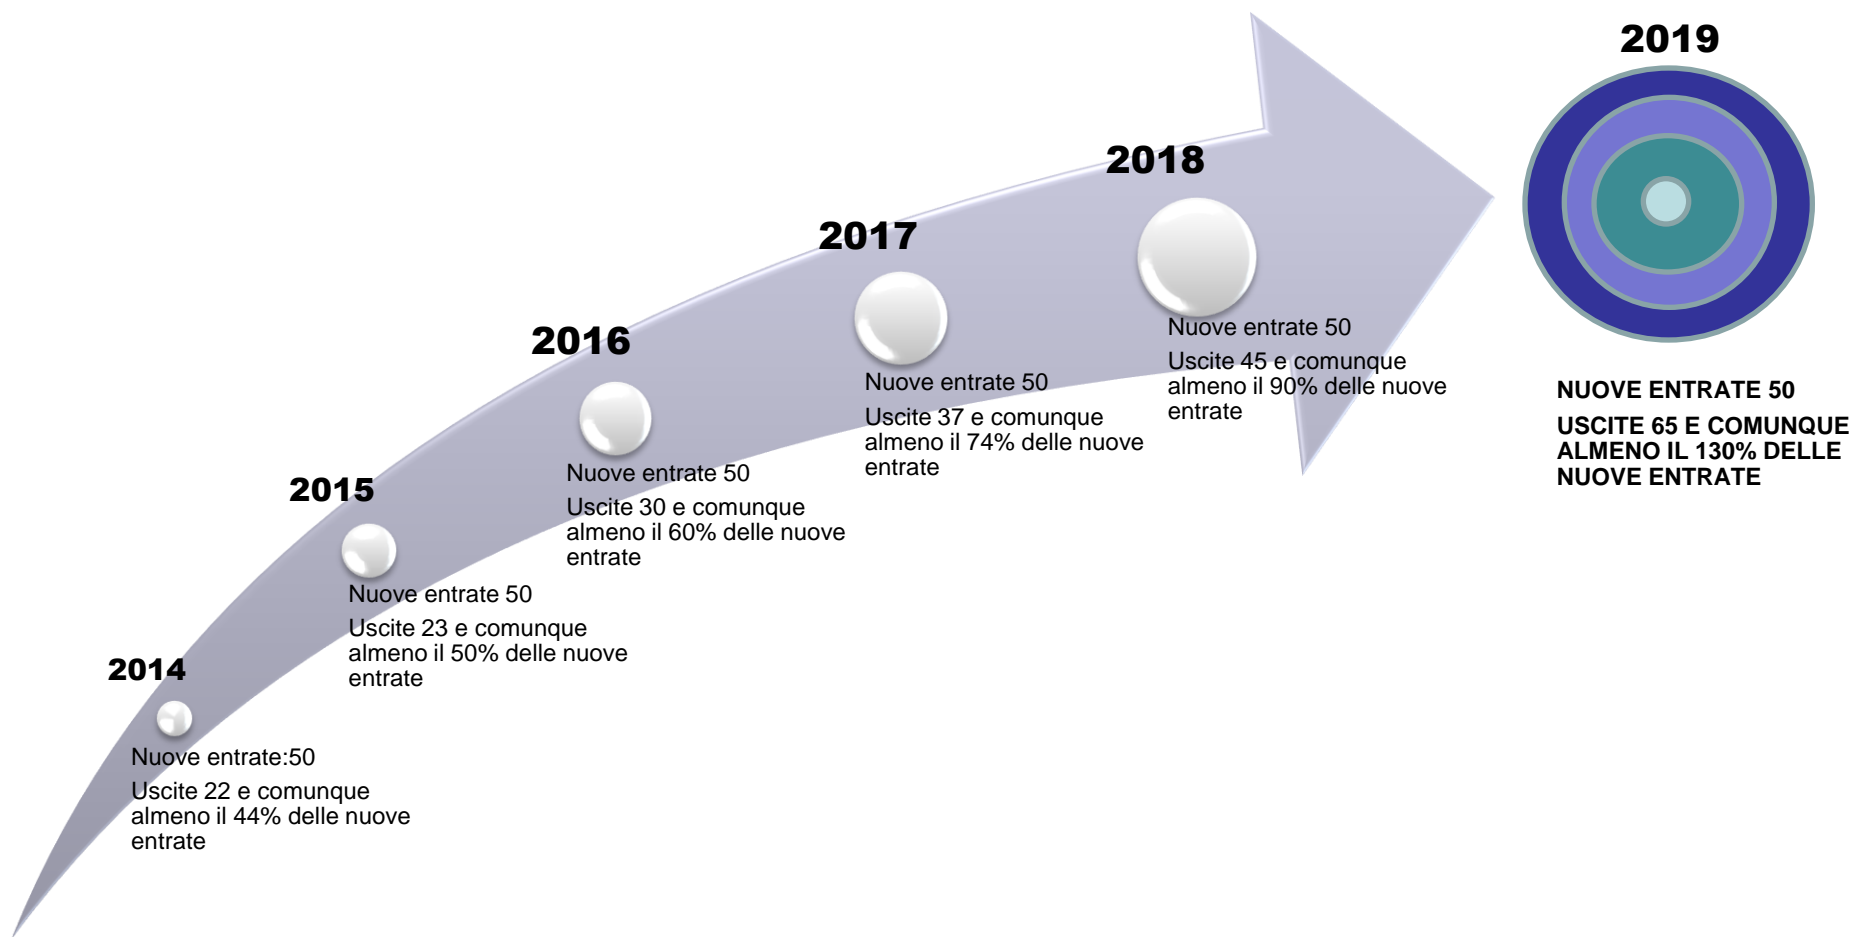 2014
Nuove entrate:50
Uscite 22 e comunque
almeno il 44% delle nuove
entrate
2015
Nuove entrate 50
Uscite 23 e comunque
almeno il 50% delle nuove
entrate
2016
Nuove entrate 50
Uscite 30 e comunque
almeno il 60% delle nuove
entrate
2017
Nuove entrate 50
Uscite 37 e comunque
almeno il 74% delle nuove
entrate
2018
Nuove entrate 50
Uscite 45 e comunque
almeno il 90% delle nuove
entrate
2019
NUOVE ENTRATE 50
USCITE 65 E COMUNQUE
ALMENO IL 130% DELLE
NUOVE ENTRATE